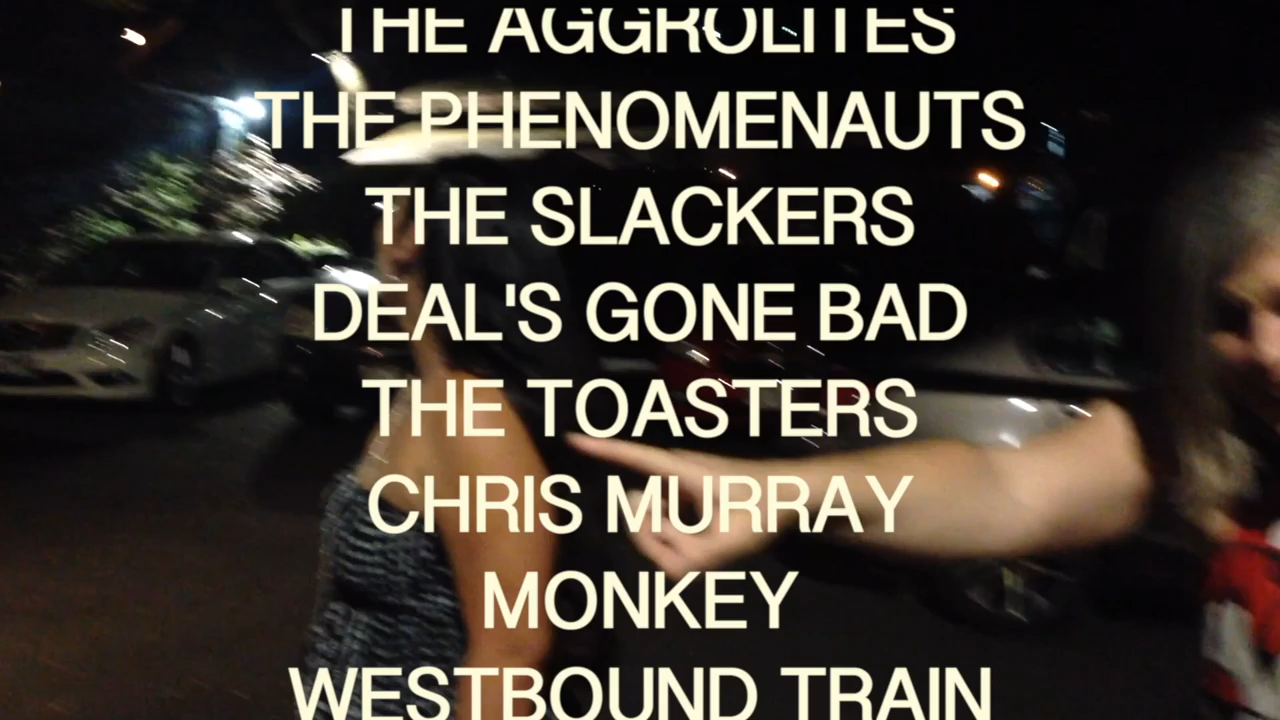 THE AGGROLITES
THE PHENOMENAUTS
THE SLACKERS
DEAL'S GONE BAD
THE TOASTERS
CHRIS MURRAY
MONKEY
WESTBOUND TRAIN